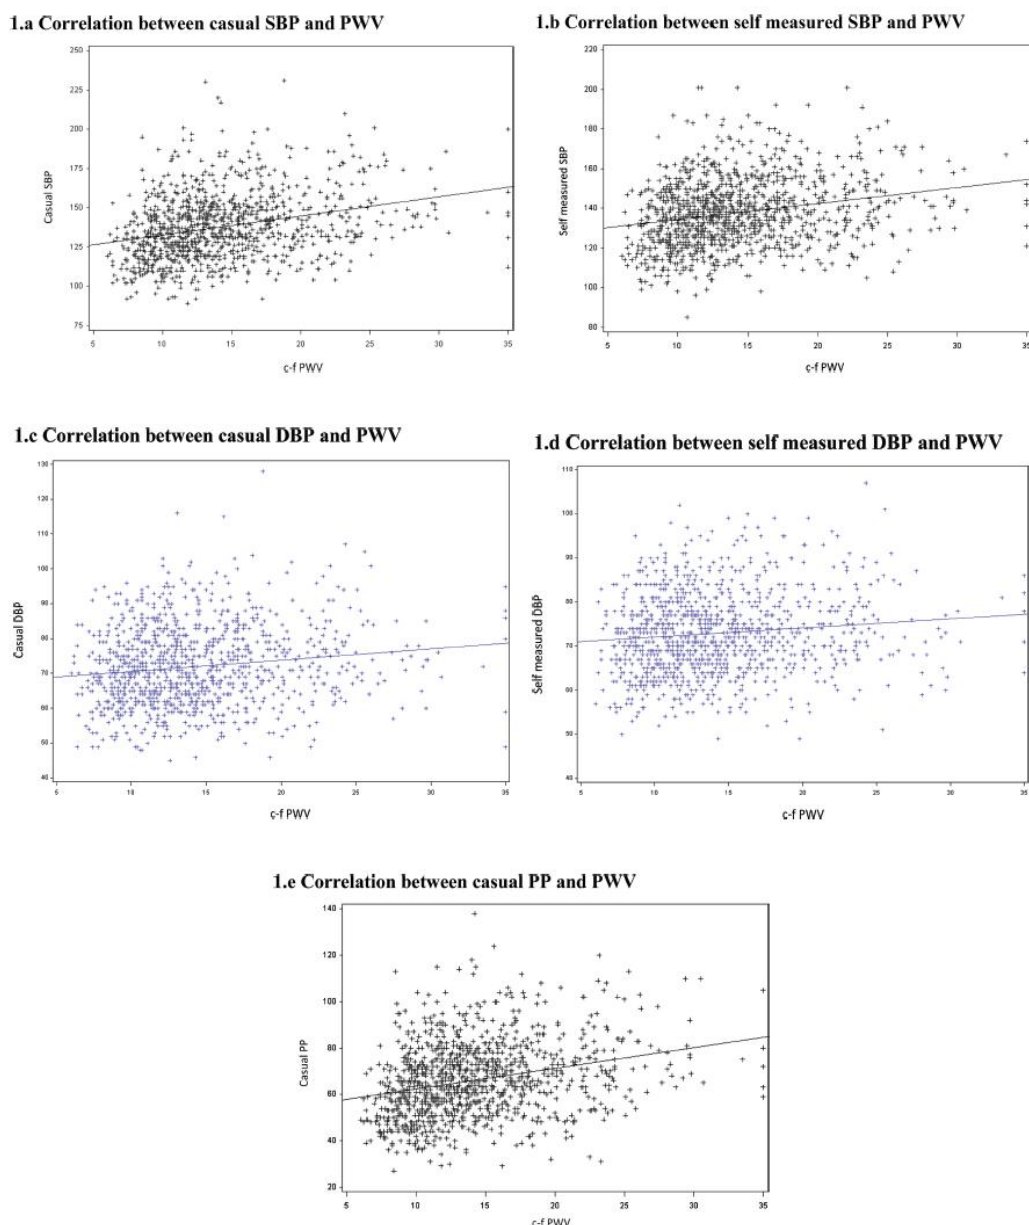 1.a Correlation between casual SBP and PWV
250
225
200
175
150
125
100
75
Casual SBP
5 10 15 20 25 30 35
c-f PWV
1.b Correlation between self measured SBP and PWV
220
200
180
160
140
120
100
80
Self measured SBP
5 10 15 20 25 30 35
c-f PWV
1.c Correlation between casual DBP and PWV
130
120
110
100
90
80
70
60
50
40
Casual DBP
5 10 15 20 25 30 35
c-f PWV
1.d Correlation between self measured DBP and PWV
110
100
90
80
70
60
50
40
Self measured DBP
5 10 15 20 25 30 35
c-f PWV
1.e Correlation between casual PP and PWV
140
120
100
80
60
40
20
Casual PP
5 10 15 20 25 30 35
c-f PWV